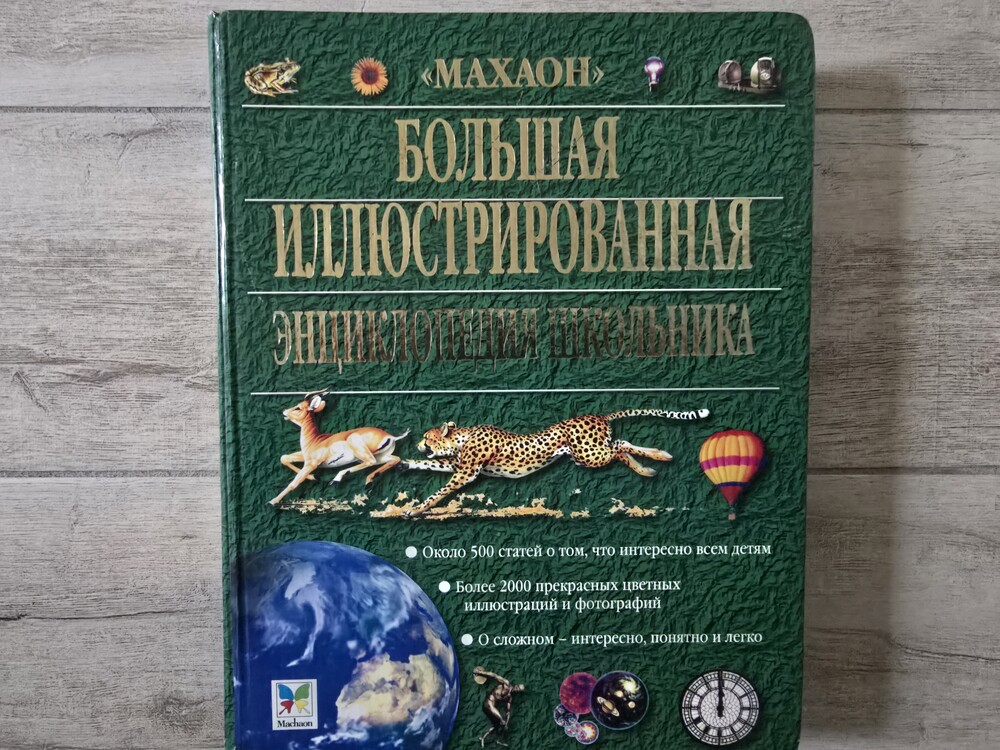 «МАХАОН»
БОЛЬШАЯ
ИЛЛЮСТРИРОВАННАЯ
ЭНЦИКЛОПЕДИЯ ШКОЛЬНИКА
● Около 500 статей о том, что интересно всем детям
● Более 2000 прекрасных цветных
иллюстраций и фотографий
● О сложном – интересно, понятно и легко
Machaon